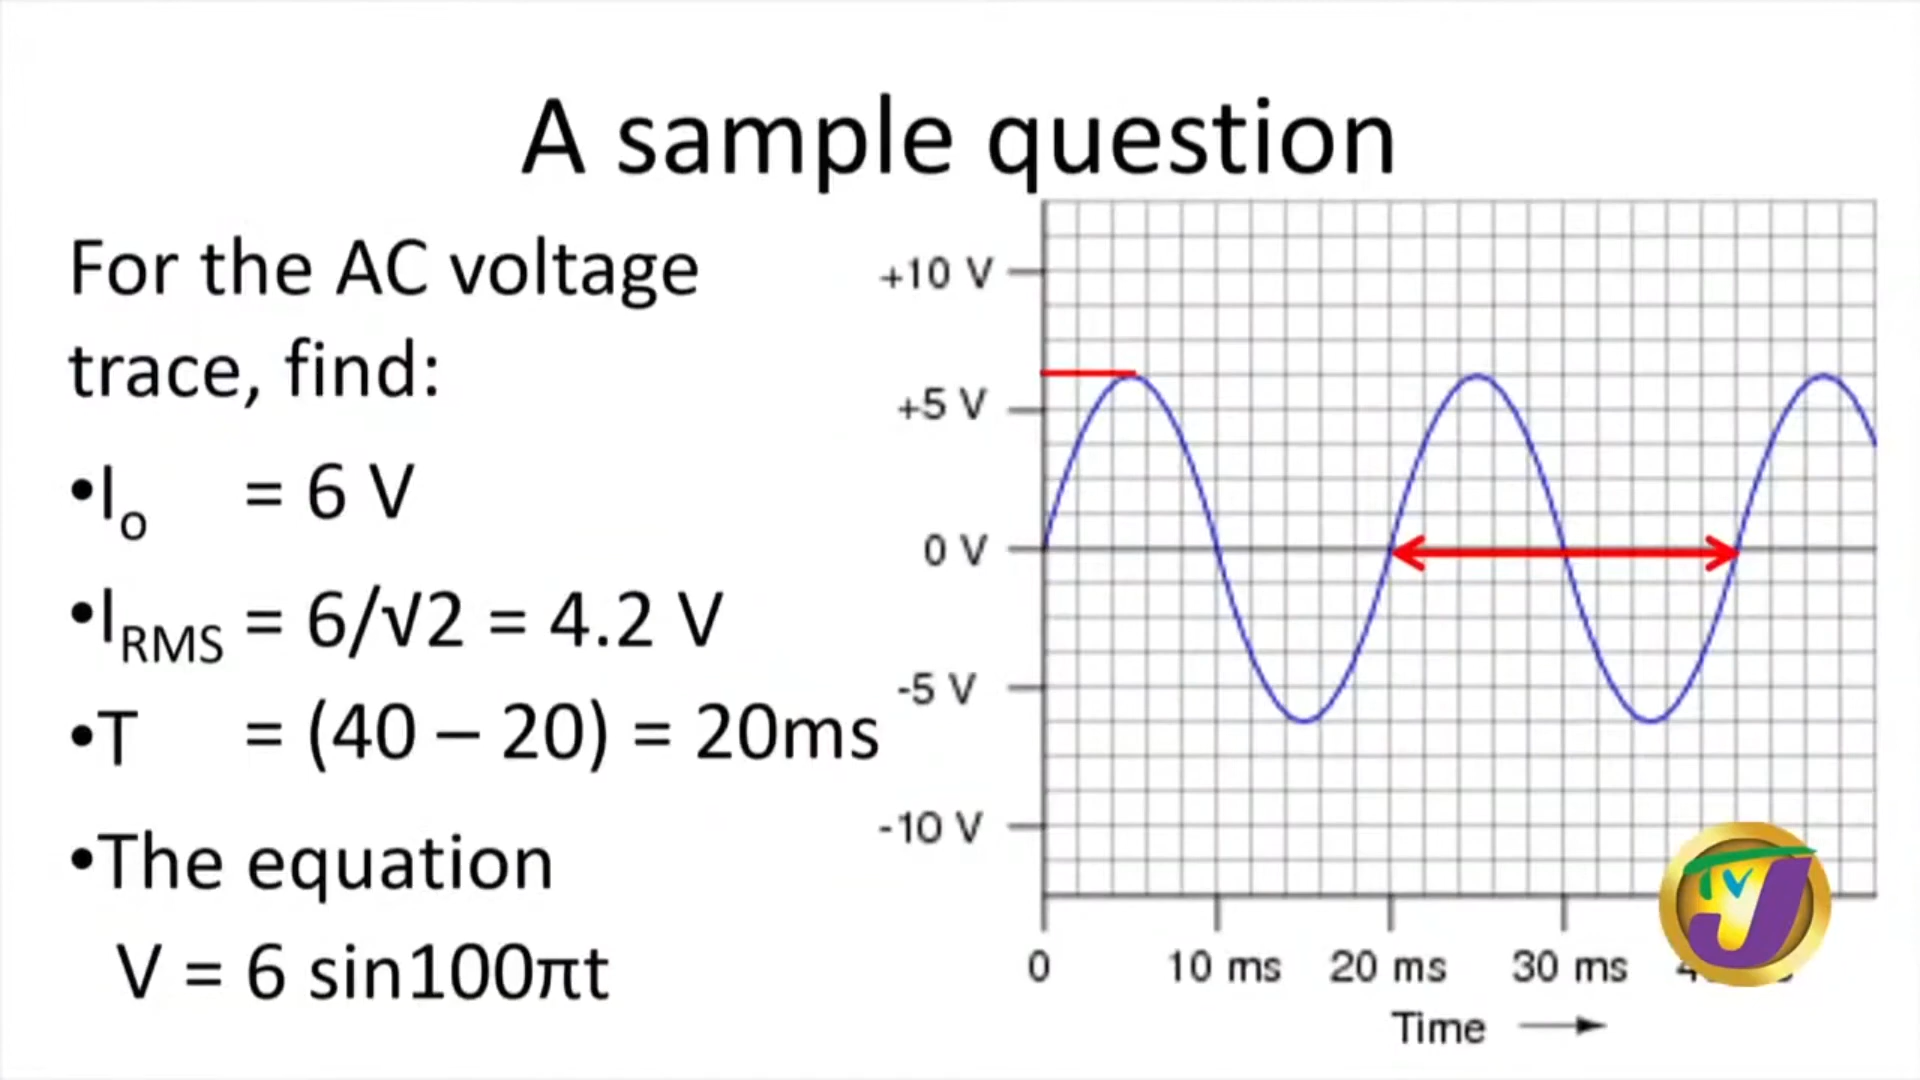 A sample question
For the AC voltage
trace, find:
•Io = 6 V
•IRMS = 6/√2 = 4.2 V
•T = (40 – 20) = 20ms
•The equation
V = 6 sin100πt
+10 V
+5 V
0 V
-5 V
-10 V
0 10 ms 20 ms 30 ms
Time
TVJ